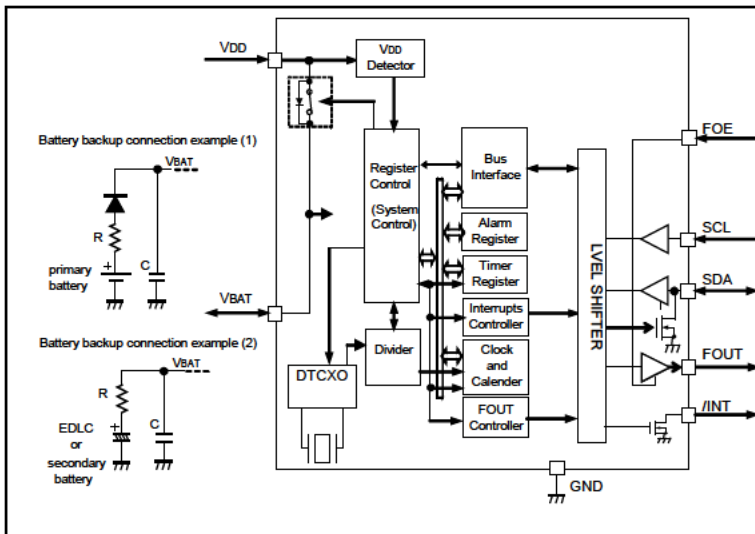 VDD
VDD
Detector
FOE
Battery backup connection example (1)
VBAT
R
+
primary
battery
C
Register
Control
(System
Control)
Bus
Interface
Alarm
Register
Timer
Register
Interrupts
Controller
Clock
and
Calender
FOUT
Controller
LVEL SHIFTER
SCL
SDA
FOUT
/INT
VBAT
Battery backup connection example (2)
VBAT
R
+
EDLC
or
secondary
battery
C
Divider
DTCXO
GND